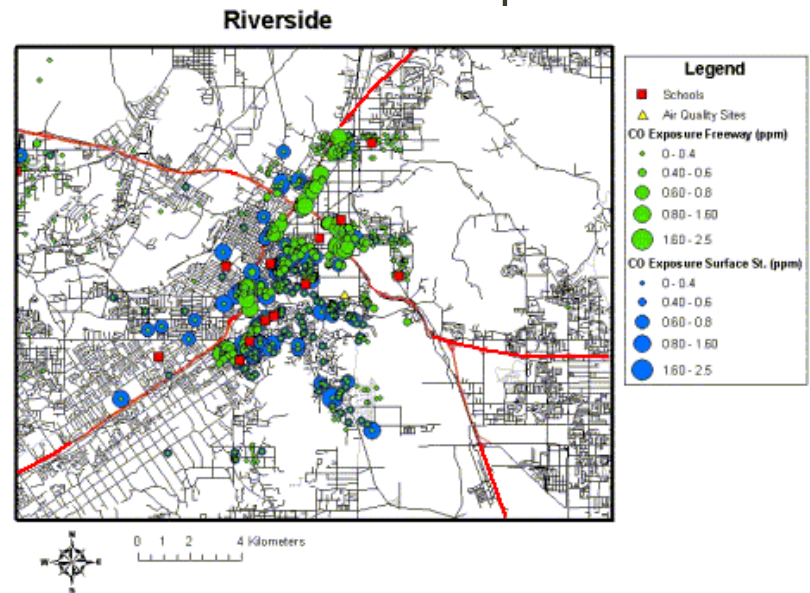 Riverside
Legend
Schools
Air Quality Sites
CO Exposure Freeway (ppm)
0 - 0.4
0.40 - 0.6
0.60 - 0.8
0.80 - 1.60
1.60 - 2.5
CO Exposure Surface St. (ppm)
0 - 0.4
0.40 - 0.6
0.60 - 0.8
0.80 - 1.60
1.60 - 2.5
0 1 2 4 Kilometers
N
W E
S